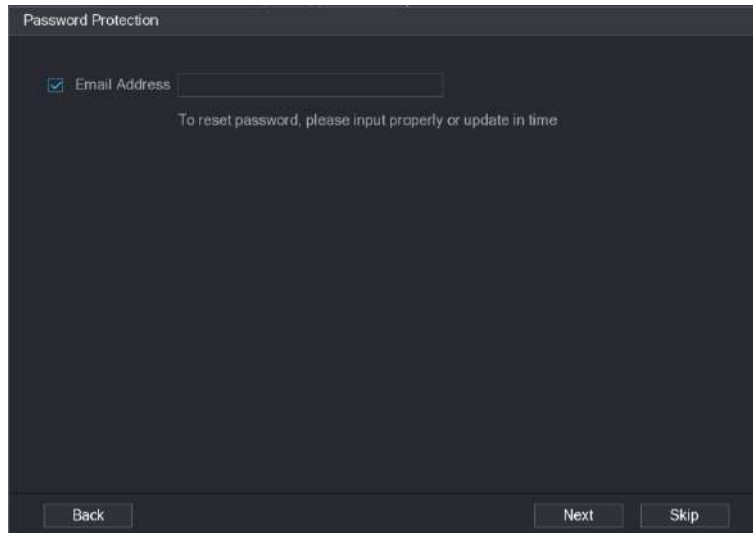 Password Protection
Email Address
To reset password, please input properly or update in time
Back Next Skip